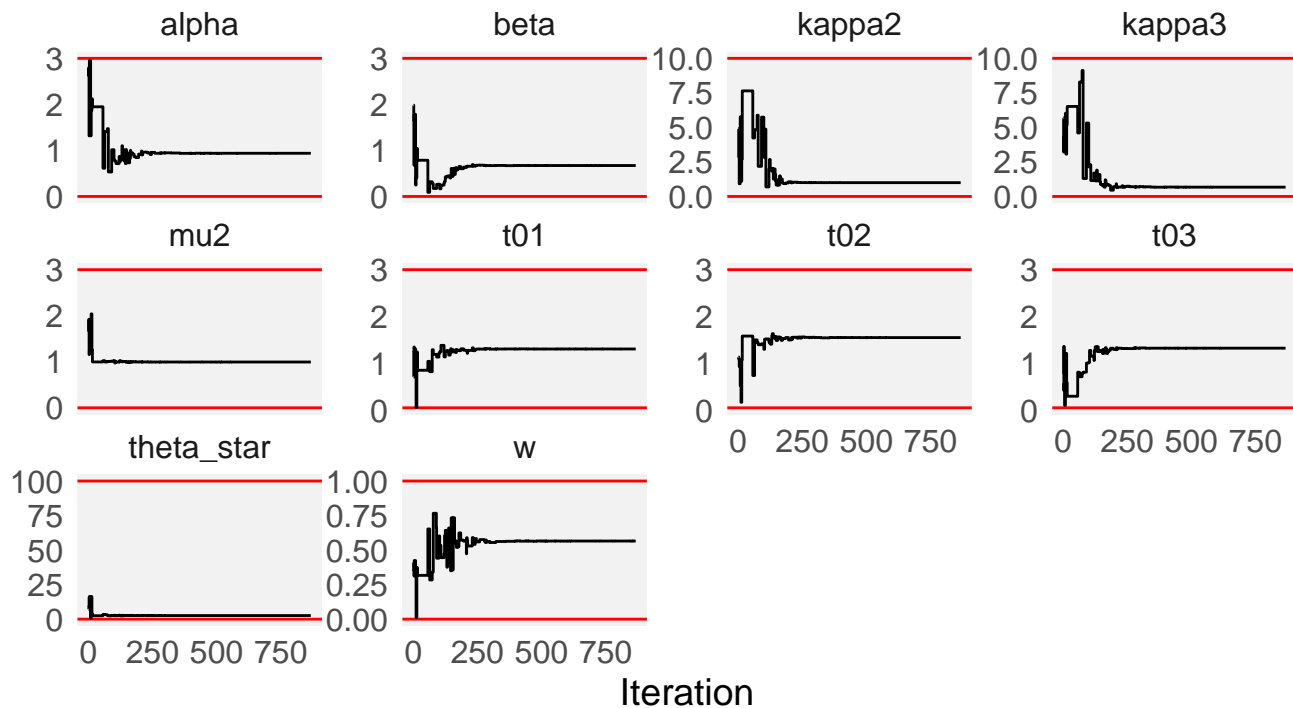 alpha beta kappa2 kappa3
3 3 10.0 10.0
2 2 7.5 7.5
5.0 5.0
1 1 2.5 2.5
0 0 0.0 0.0
mu2 t01 t02 t03
3 3 3 3
2 2 2 2
1 1 1 1
0 0 0 0
0 250 500 750 0 250 500 750
theta_star w
100 1.00
75 0.75
50 0.50
25 0.25
0 0.00
0 250 500 750 0 250 500 750
Iteration